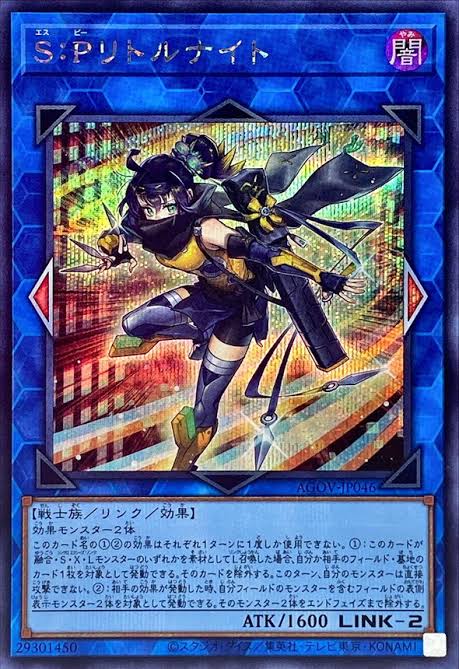 エス ピー
S:Pリトルナイト
やみ
闇
AGOV-JP046
【戦士族／リンク／効果】
効果モンスター2体
このカード名の①②の効果はそれぞれ1ターンに1度しか使用できない。①：このカードが
融合・S・X・Lモンスターのいずれかを素材としてL召喚した場合、自分か相手のフィールド・墓地の
カード1枚を対象として発動できる。そのカードを除外する。このターン、自分のモンスターは直接
攻撃できない。②：相手の効果が発動した時、自分フィールドのモンスターを含むフィールドの表側
表示モンスター2体を対象として発動できる。そのモンスター2体をエンドフェイズまで除外する。
ATK/1600 LINK-2
29301450 ©スタジオ・ダイス／集英社・テレビ東京・KONAMI